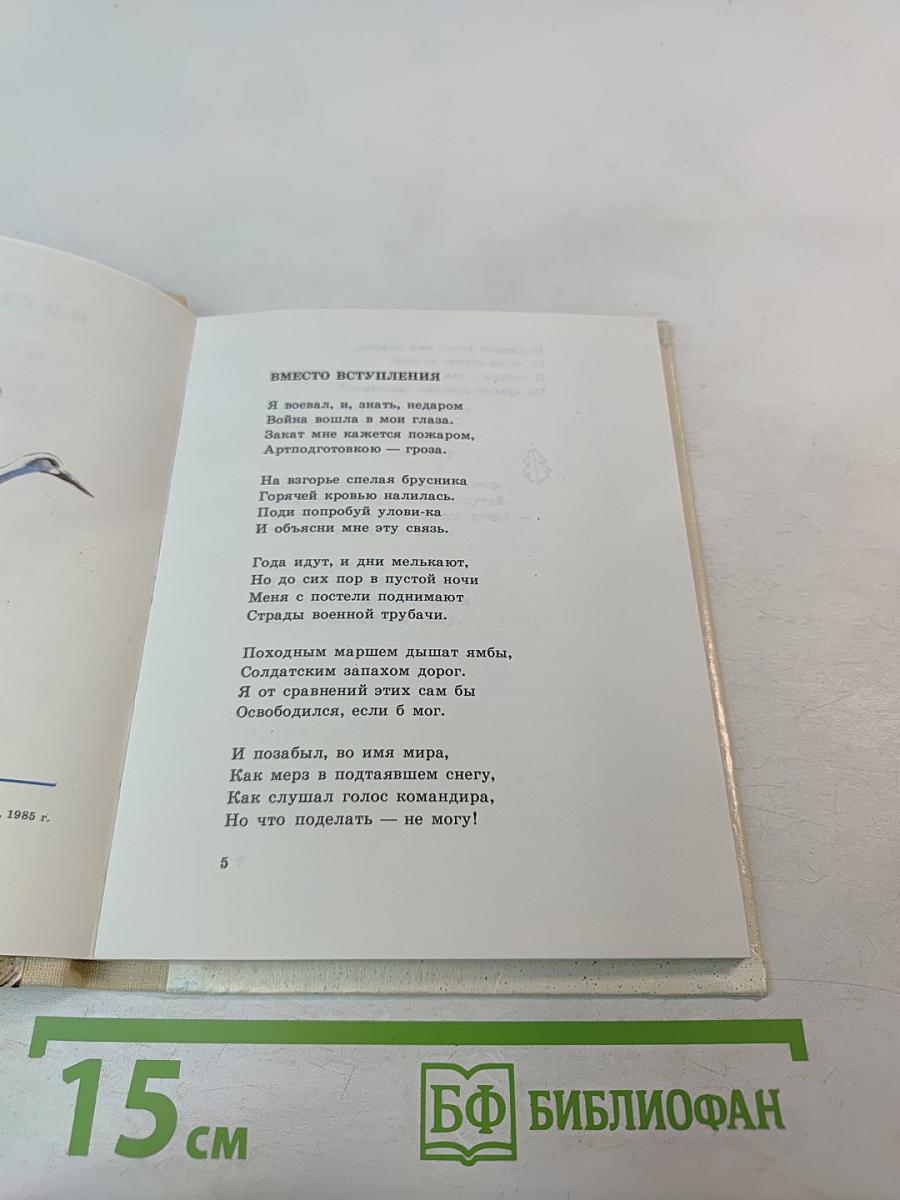 ВМЕСТО ВСТУПЛЕНИЯ
Я воевал, и, знать, недаром
Война вошла в мои глаза.
Закат мне кажется пожаром,
Артподготовкою — гроза.
На взгорье спелая брусника
Горячей кровью налилась.
Поди попробуй улови-ка
И объясни мне эту связь.
Года идут, и дни мелькают,
Но до сих пор в пустой ночи
Меня с постели поднимают
Страды военной трубачи.
Походным маршем дышат ямбы,
Солдатским запахом дорог.
Я от сравнений этих сам бы
Освободился, если б мог.
И позабыл, во имя мира,
Как мерз в подтаявшем снегу,
Как слушал голос командира,
Но что поделать — не могу!
5
, 1985 г.
15 см
БФ БИБЛИОФАН